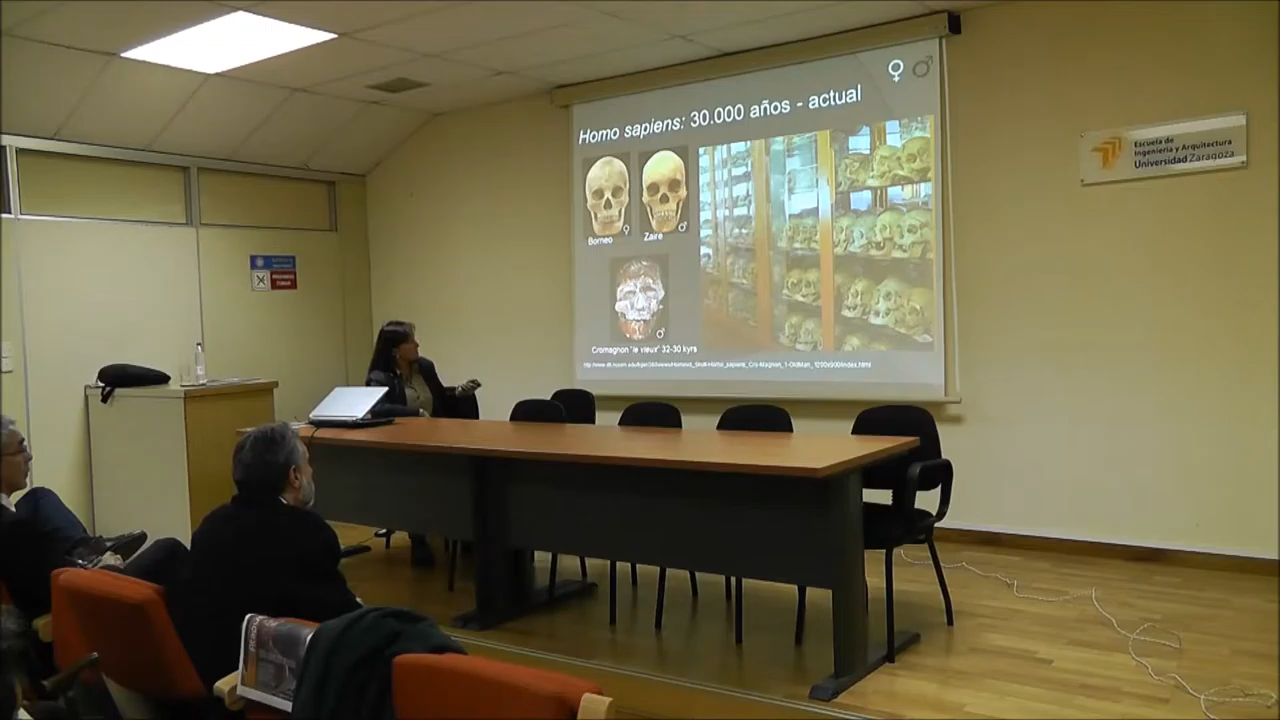 ♀ ♂
Homo sapiens: 30.000 años - actual
Borneo ♀
Zaire ♂
♂
Cromagnon "le vieux" 32-30 kyrs
Escuela de
Ingeniería y Arquitectura
Universidad Zaragoza